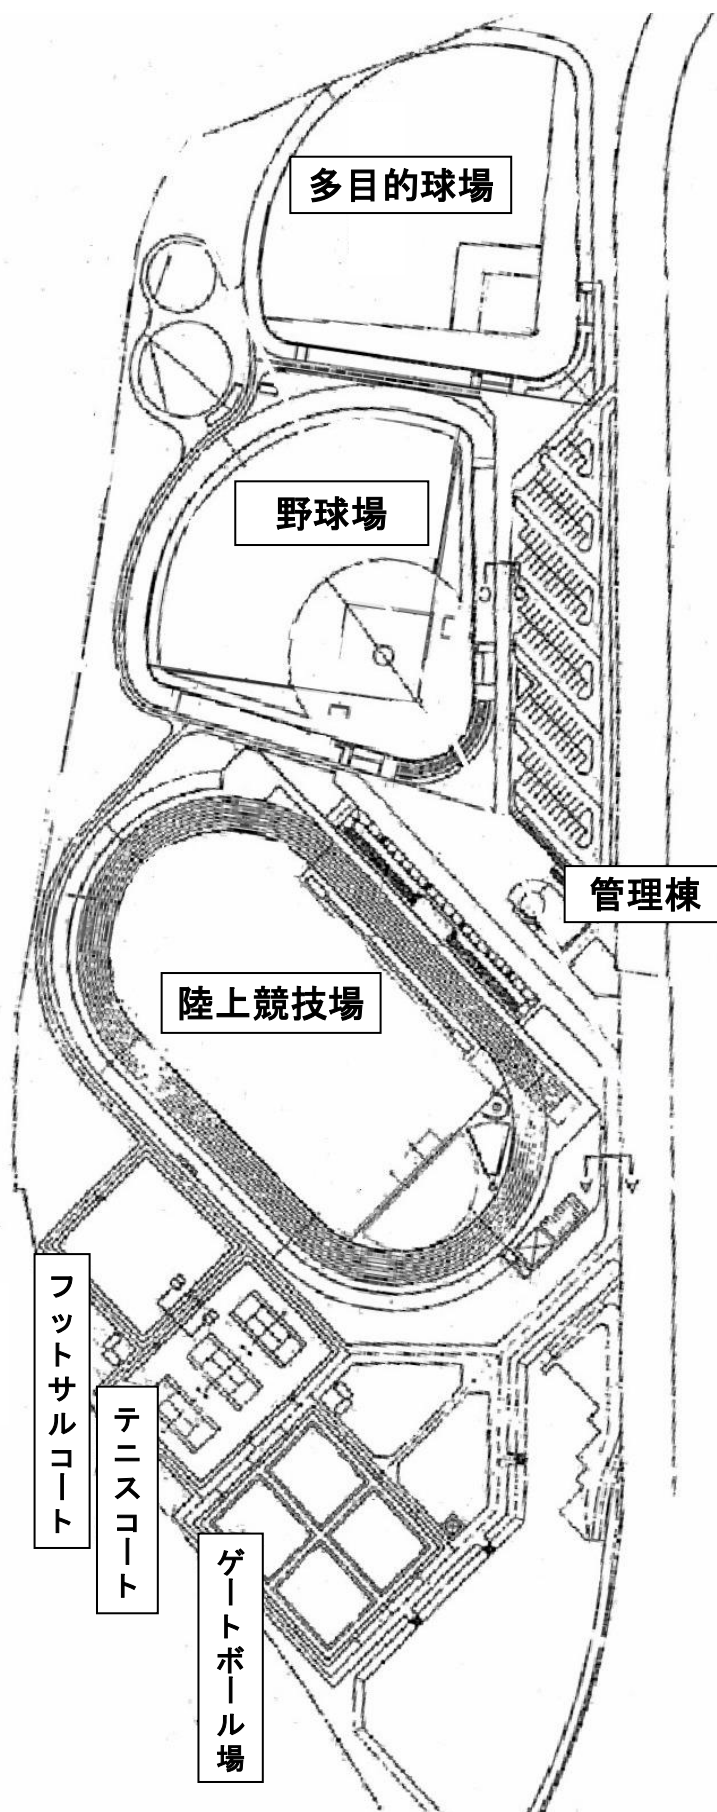 多目的球場
野球場
管理棟
陸上競技場
フットサルコート
テニスコート
ゲートボール場